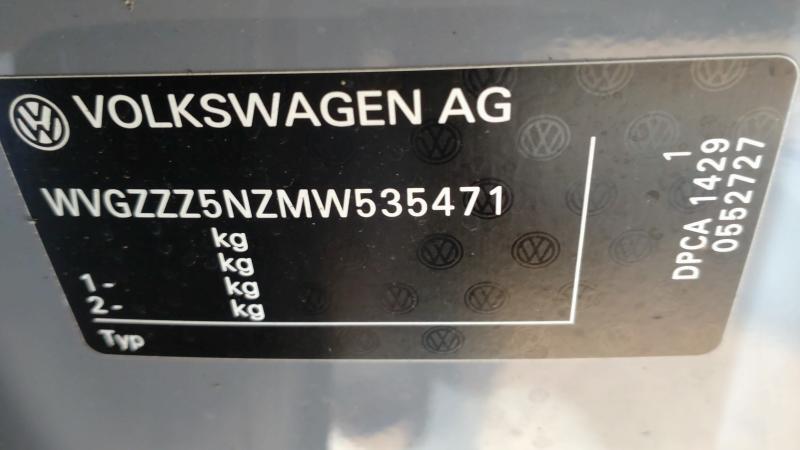 VOLKSWAGEN AG
WVGZZZ5NZMW535471
kg
kg
1- kg
2- kg
Typ
1
DPCA 1429
0552727